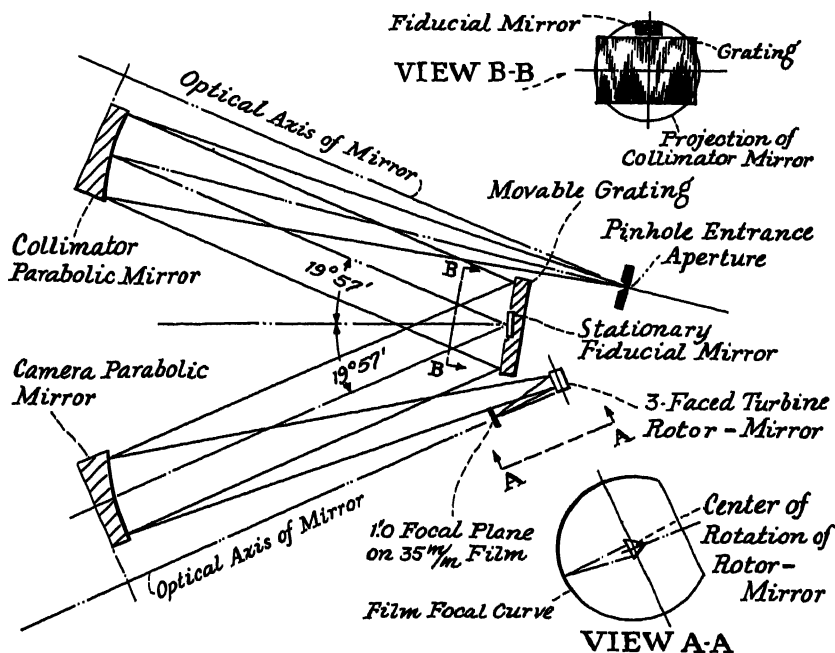 Fiducial Mirror
Grating
VIEW B-B
Projection of
Collimator Mirror
Optical Axis of Mirror
Movable Grating
Pinhole Entrance
Aperture
Collimator
Parabolic Mirror
19°57'
B
Stationary
Fiducial Mirror
19°57'
B
Camera Parabolic
Mirror
3-Faced Turbine
Rotor-Mirror
A
A
Optical Axis of Mirror
1:0 Focal Plane
on 35 m/m Film
Center of
Rotation of
Rotor-
Mirror
Film Focal Curve
VIEW A-A